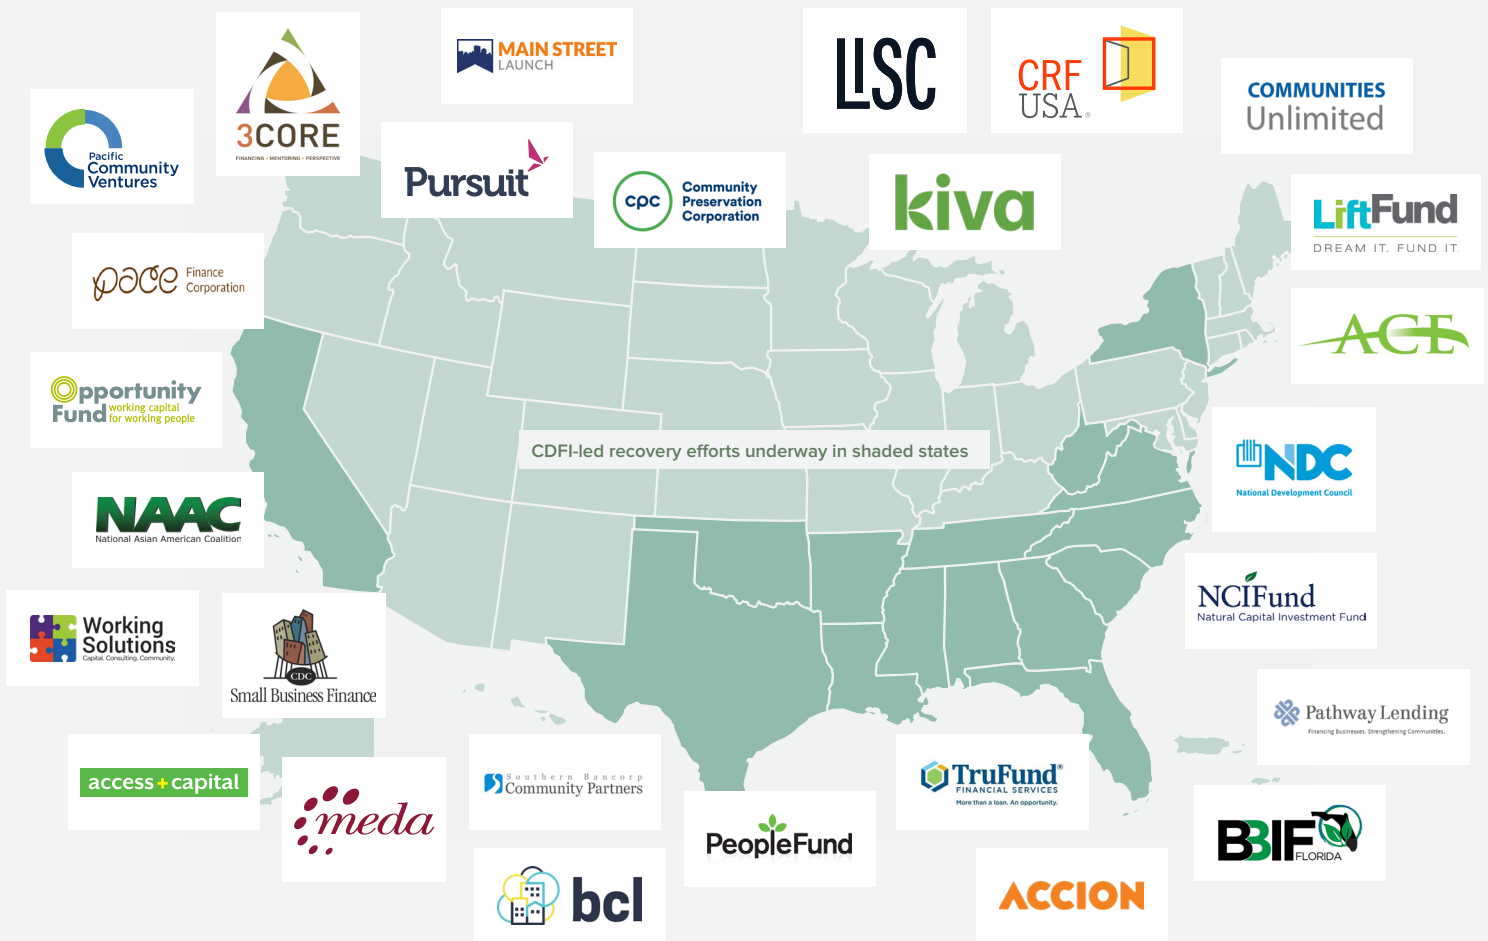 3CORE
FINANCING • MENTORING • PERSPECTIVE
MAIN STREET
LAUNCH
LISC
CRF
USA®
COMMUNITIES
Unlimited
Pacific
Community
Ventures
Pursuit
cpc
Community
Preservation
Corporation
kiva
LiftFund
DREAM IT. FUND IT.
pace
Finance
Corporation
ACE
Opportunity
Fund
working capital
for working people
CDFI-led recovery efforts underway in shaded states
NDC
National Development Council
NAAC
National Asian American Coalition
NCIFund
Natural Capital Investment Fund
Working
Solutions
Capital. Consulting. Community.
CDC
Small Business Finance
Pathway Lending
Financing Businesses. Strengthening Communities.
access+capital
meda
Southern Bancorp
Community Partners
TruFund®
FINANCIAL SERVICES
More than a loan. An opportunity.
PeopleFund
BBIF
FLORIDA
bcl
ACCION